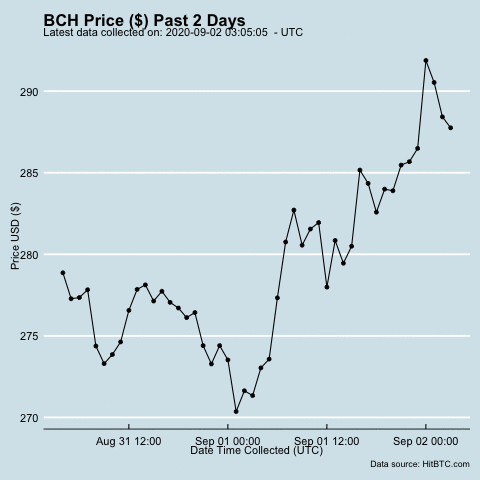 BCH Price ($) Past 2 Days
Latest data collected on: 2020-09-02 03:05:05 - UTC
290
285
280
275
270
Price USD ($)
Aug 31 12:00 Sep 01 00:00 Sep 01 12:00 Sep 02 00:00
Date Time Collected (UTC)
Data source: HitBTC.com